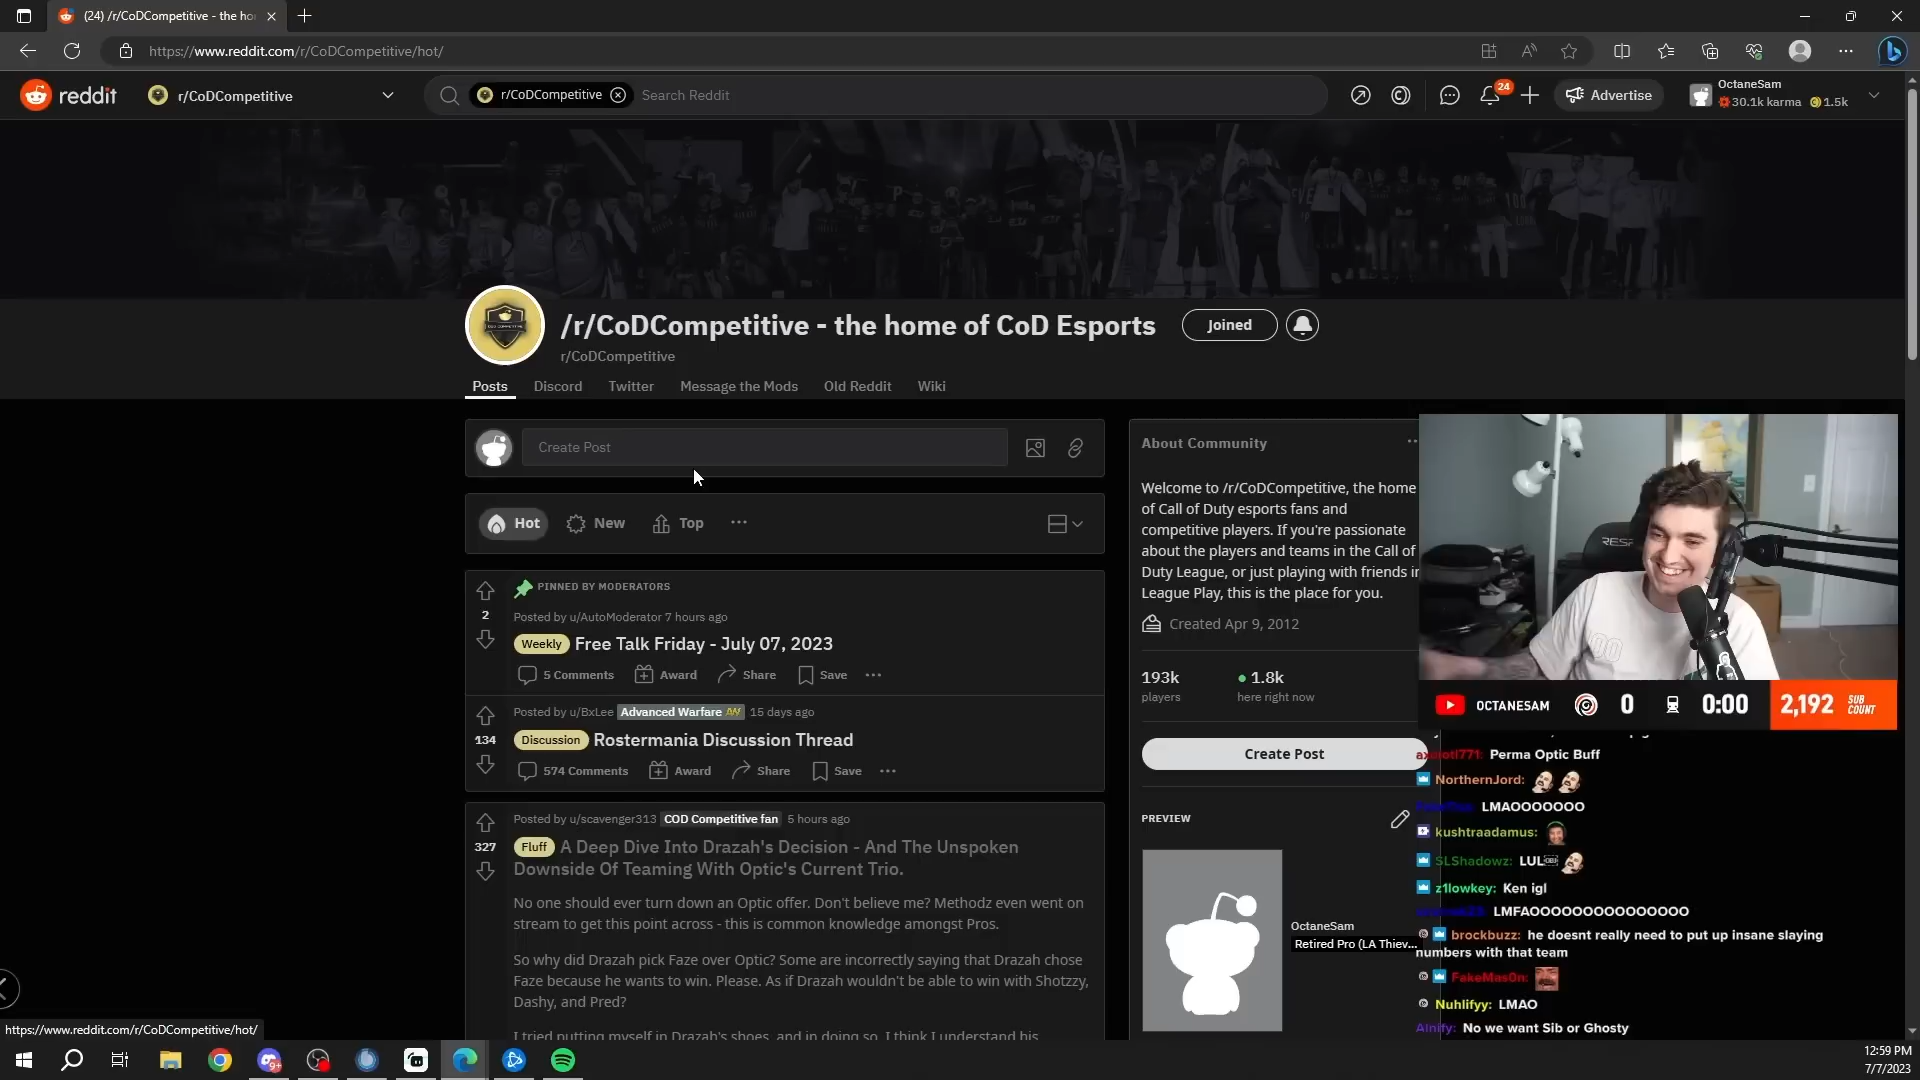 (24) /r/CoDCompetitive - the ho
https://www.reddit.com/r/CoDCompetitive/hot/
reddit
r/CoDCompetitive
r/CoDCompetitive
Search Reddit
24
Advertise
OctaneSam
30.1k karma
1.5k
/r/CoDCompetitive - the home of CoD Esports
Joined
r/CoDCompetitive
Posts
Discord
Twitter
Message the Mods
Old Reddit
Wiki
Create Post
Hot
New
Top
PINNED BY MODERATORS
2
Posted by u/AutoModerator 7 hours ago
Weekly Free Talk Friday - July 07, 2023
5 Comments
Award
Share
Save
Posted by u/BxLee Advanced Warfare AW 15 days ago
134
Discussion Rostermania Discussion Thread
574 Comments
Award
Share
Save
Posted by u/scavenger313 COD Competitive fan 5 hours ago
327
Fluff A Deep Dive Into Drazah's Decision - And The Unspoken
Downside Of Teaming With Optic's Current Trio.
No one should ever turn down an Optic offer. Don't believe me? Methodz even went on
stream to get this point across - this is common knowledge amongst Pros.
So why did Drazah pick Faze over Optic? Some are incorrectly saying that Drazah chose
Faze because he wants to win. Please. As if Drazah wouldn't be able to win with Shotzzy,
Dashy, and Pred?
I tried putting myself in Drazah's shoes, and in doing so, I think I understand his
About Community
Welcome to /r/CoDCompetitive, the home
of Call of Duty esports fans and
competitive players. If you're passionate
about the players and teams in the Call of
Duty League, or just playing with friends in
League Play, this is the place for you.
Created Apr 9, 2012
193k
players
1.8k
here right now
Create Post
PREVIEW
OctaneSam
Retired Pro (LA Thiev...
OCTANESAM
0
0:00
2,192
SUB
COUNT
Perma Optic Buff
NorthernJord:
LMAOOOOOOO
kushtraadamus:
SLShadowz: LUL
z1lowkey: Ken igl
LMFAOOOOOOOOOOOOOOO
brockbuzz: he doesnt really need to put up insane slaying
numbers with that team
FakeMas0n:
Nuhlifyy: LMAO
Alnify: No we want Sib or Ghosty
https://www.reddit.com/r/CoDCompetitive/hot/
9+
12:59 PM
7/7/2023